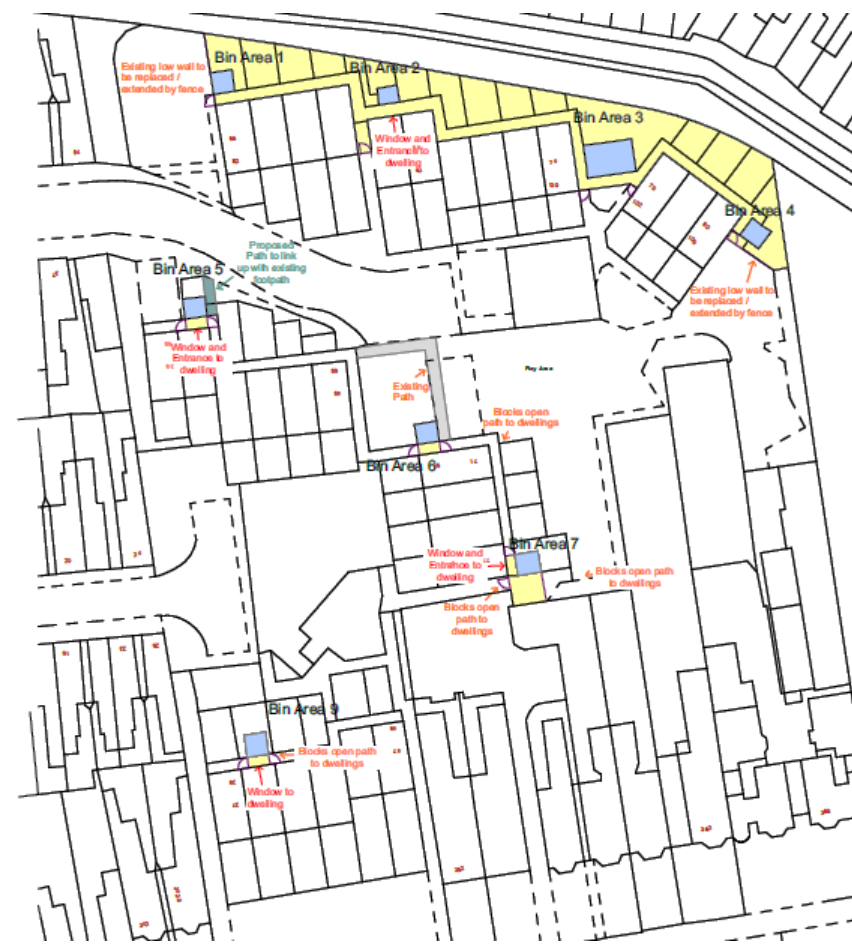 Bin Area 1
Existing low wall to
be replaced /
extended by fence
Bin Area 2
Window and
Entrance to
dwelling
Bin Area 3
Bin Area 4
Existing low wall to
be replaced /
extended by fence
Proposed
Path to link
up with existing
footpath
Bin Area 5
Window and
Entrance to
dwelling
Play Area
Existing
Path
Blocks open
path to dwellings
Bin Area 6
Bin Area 7
Window and
Entrance to
dwelling
Blocks open path
to dwellings
Blocks open
path to
dwellings
Bin Area 9
Blocks open path
to dwellings
Window to
dwelling